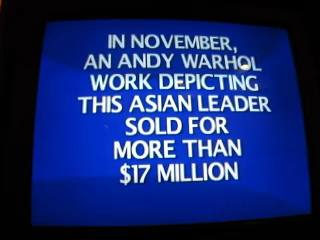 IN NOVEMBER,
AN ANDY WARHOL
WORK DEPICTING
THIS ASIAN LEADER
SOLD FOR
MORE THAN
$17 MILLION